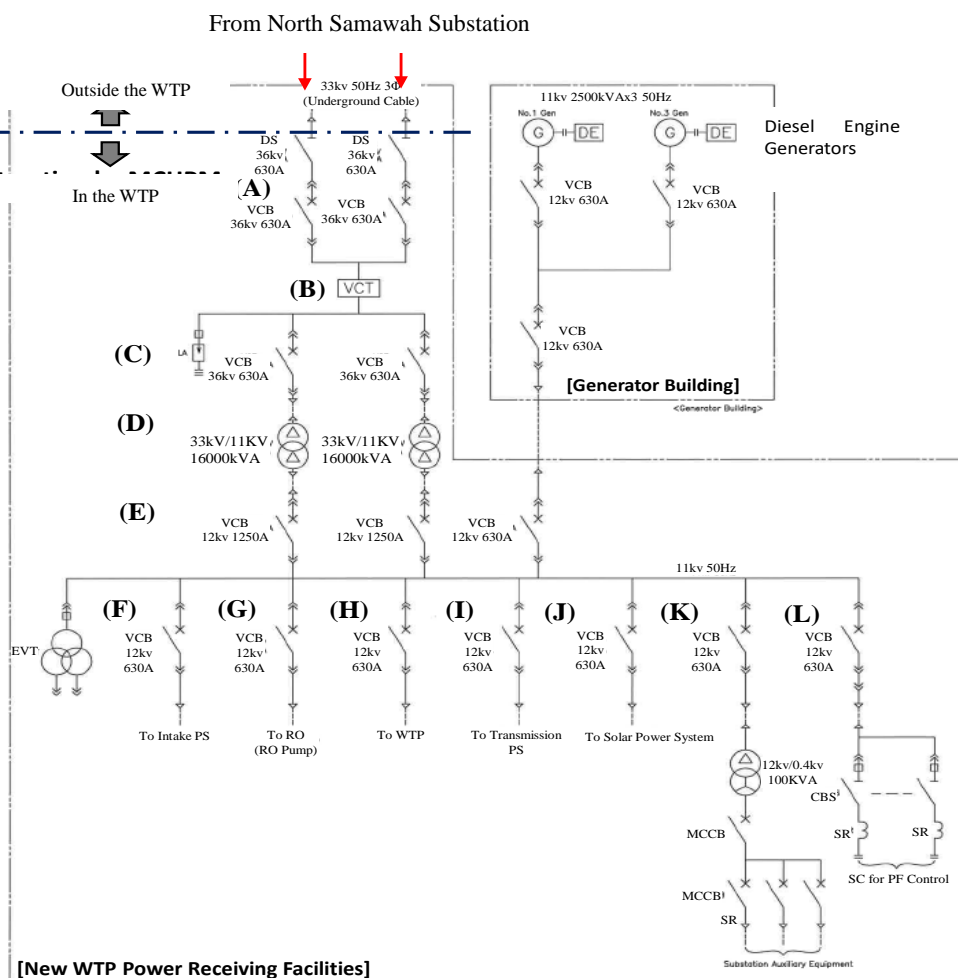 From North Samawah Substation
33kv 50Hz 3Φ
(Underground Cable)
Outside the WTP
In the WTP
11kv 2500kVAx3 50Hz
No.1 Gen
No.3 Gen
G
DE
G
DE
Diesel Engine
Generators
DS
36kv
630A
DS
36kv
630A
(A)
VCB
36kv 630A
VCB
36kv 630A
VCB
12kv 630A
VCB
12kv 630A
(B)
VCT
VCB
12kv 630A
(C)
LA
VCB
36kv 630A
VCB
36kv 630A
[Generator Building]
<Generator Building>
(D)
33kV/11KV
16000kVA
33kV/11KV
16000kVA
(E)
VCB
12kv 1250A
VCB
12kv 1250A
VCB
12kv 630A
11kv 50Hz
(F)
(G)
(H)
(I)
(J)
(K)
(L)
EVT
VCB
12kv
630A
VCB
12kv
630A
VCB
12kv
630A
VCB
12kv
630A
VCB
12kv
630A
VCB
12kv
630A
VCB
12kv
630A
To Intake PS
To RO
(RO Pump)
To WTP
To Transmission
PS
To Solar Power System
12kv/0.4kv
100KVA
CBS
MCCB
SR
SR
SC for PF Control
MCCB
SR
Substation Auxiliary Equipment
[New WTP Power Receiving Facilities]